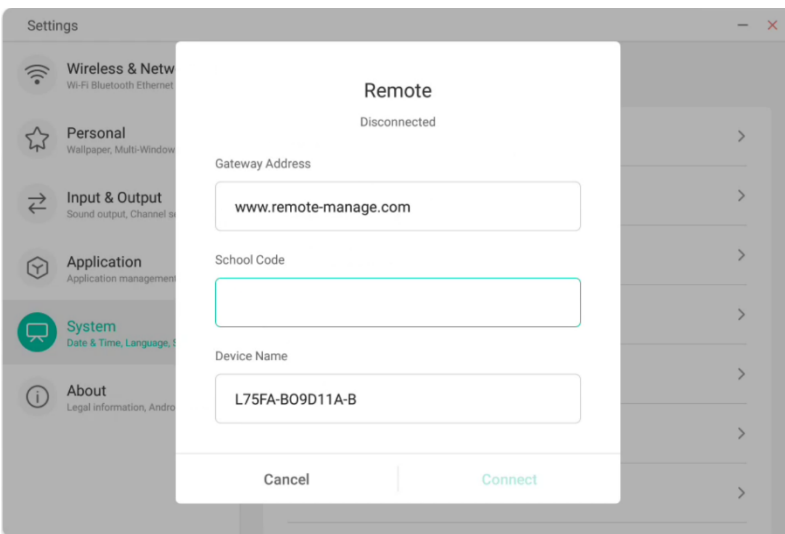 Settings
Wireless & Netw
Wi-Fi Bluetooth Ethernet
Personal
Wallpaper, Multi-Window
Input & Output
Sound output, Channel s
Application
Application management
System
Date & Time, Language, S
About
Legal information, Andro
Remote
Disconnected
Gateway Address
www.remote-manage.com
School Code
Device Name
L75FA-BO9D11A-B
Cancel
Connect